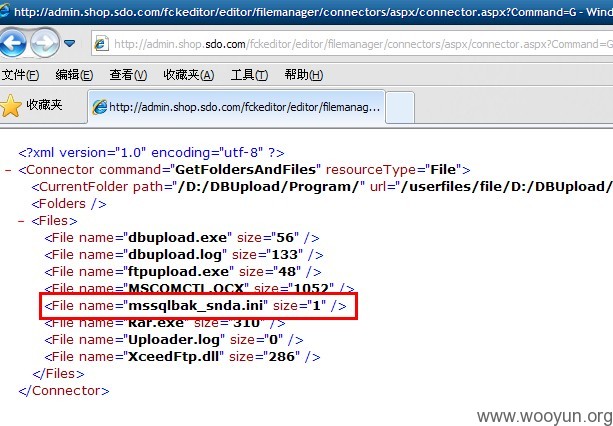 http://admin.shop.sdo.com/fckeditor/editor/filemanager/connectors/aspx/connector.aspx?Command=G - Wind
http://admin.shop.sdo.com/fckeditor/editor/filemanager/connectors/aspx/connector.aspx?Command=G
文件(F) 编辑(E) 查看(V) 收藏夹(A) 工具(T) 帮助(H)
收藏夹 http://admin.shop.sdo.com/fckeditor/editor/filemanag...
<?xml version="1.0" encoding="utf-8" ?>
- <Connector command="GetFoldersAndFiles" resourceType="File">
<CurrentFolder path="/D:/DBUpload/Program/" url="/userfiles/file/D:/DBUpload/
<Folders />
- <Files>
<File name="dbupload.exe" size="56" />
<File name="dbupload.log" size="133" />
<File name="ftpupload.exe" size="48" />
<File name="MSCOMCTL.OCX" size="1052" />
<File name="mssqlbak_snda.ini" size="1" />
<File name="Rar.exe" size="310" />
<File name="Uploader.log" size="0" />
<File name="XceedFtp.dll" size="286" />
</Files>
</Connector>
www.wooyun.org